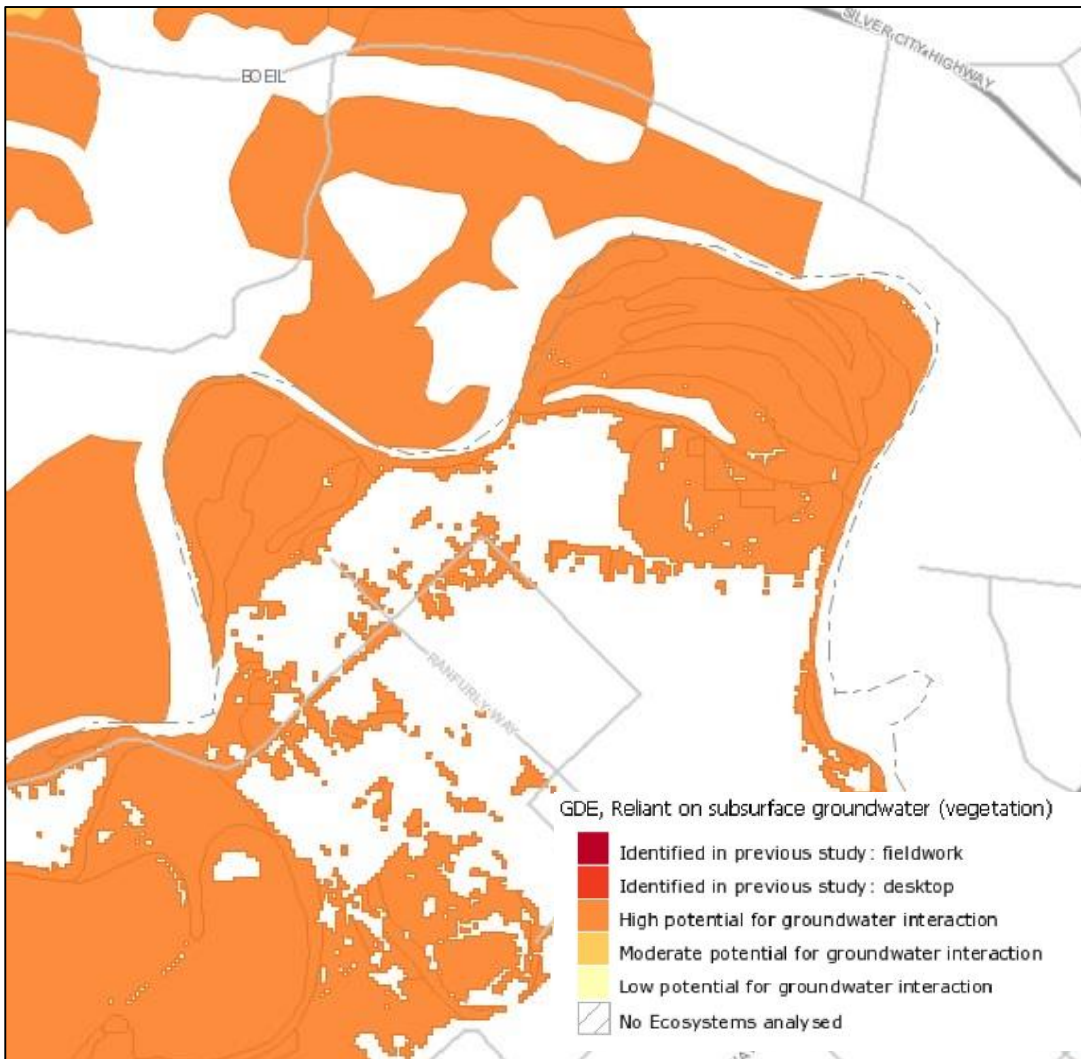 SILVER CITY HIGHWAY
BOEIL
RANFURLY WAY
GDE, Reliant on subsurface groundwater (vegetation)
Identified in previous study: fieldwork
Identified in previous study: desktop
High potential for groundwater interaction
Moderate potential for groundwater interaction
Low potential for groundwater interaction
No Ecosystems analysed